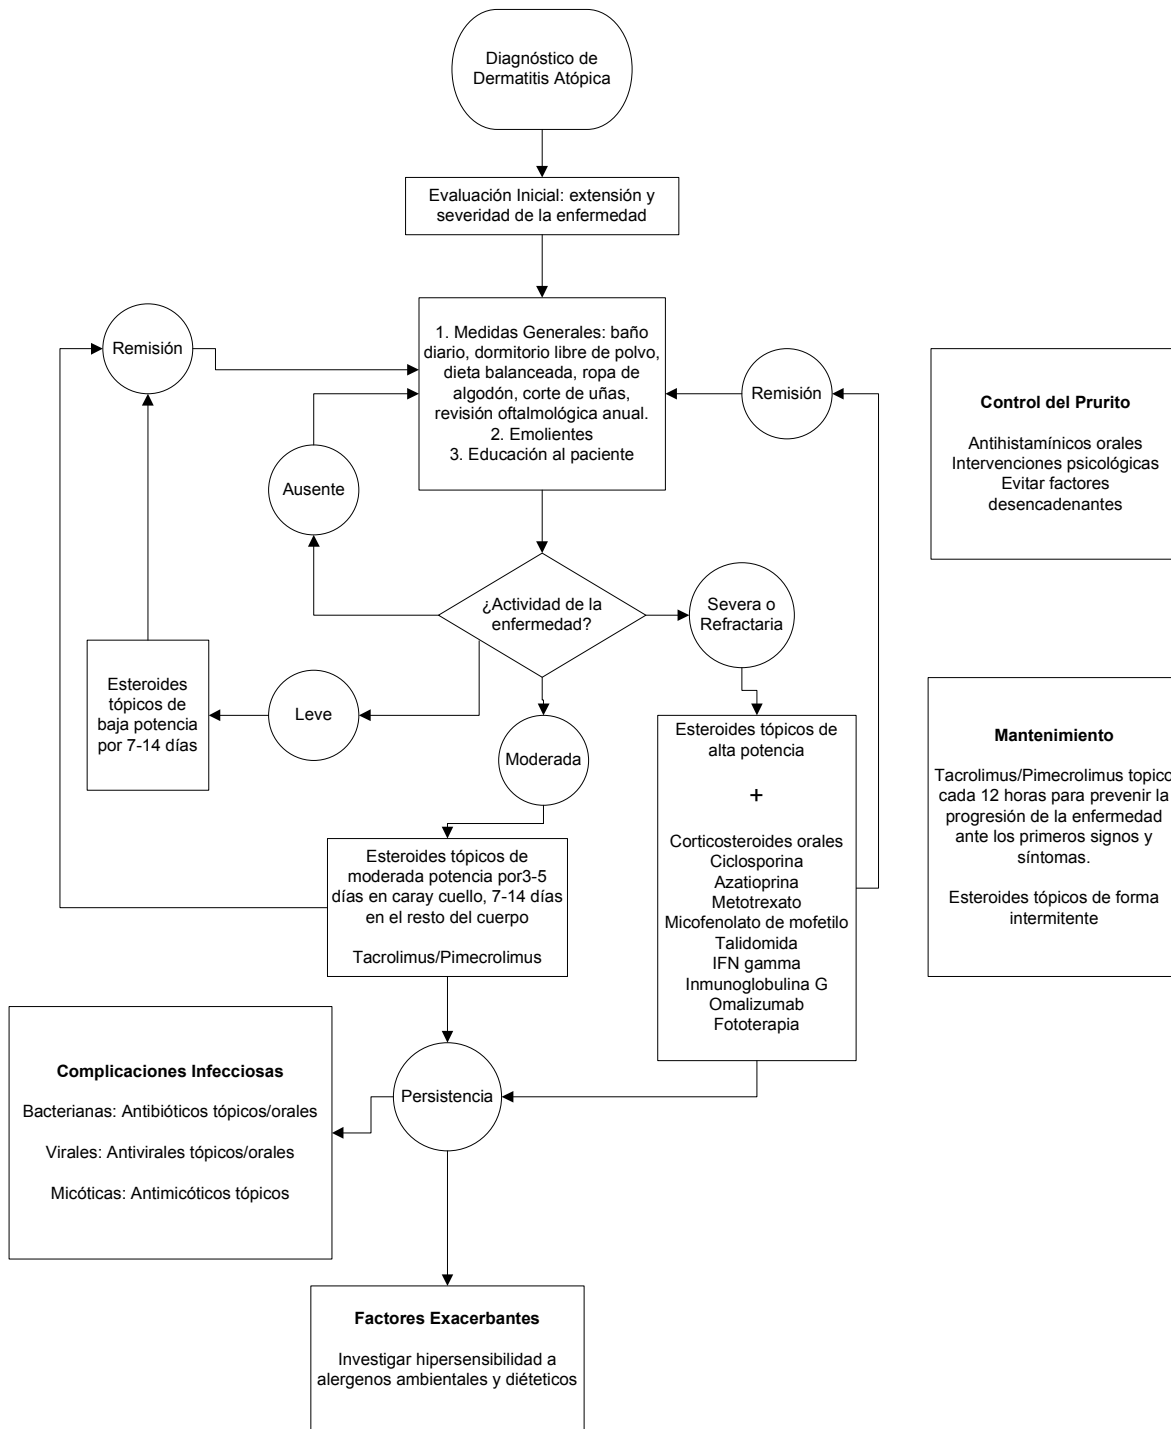 Diagnóstico de
Dermatitis Atópica
Evaluación Inicial: extensión y
severidad de la enfermedad
Remisión
1. Medidas Generales: baño
diario, dormitorio libre de polvo,
dieta balanceada, ropa de
algodón, corte de uñas,
revisión oftalmológica anual.
2. Emolientes
3. Educación al paciente
Remisión
Control del Prurito
Antihistamínicos orales
Intervenciones psicológicas
Evitar factores
desencadenantes
Ausente
¿Actividad de la
enfermedad?
Severa o
Refractaria
Esteroides
tópicos de
baja potencia
por 7-14 días
Leve
Moderada
Esteroides tópicos de
alta potencia
+
Corticosteroides orales
Ciclosporina
Azatioprina
Metotrexato
Micofenolato de mofetilo
Talidomida
IFN gamma
Inmunoglobulina G
Omalizumab
Fototerapia
Mantenimiento
Tacrolimus/Pimecrolimus topico
cada 12 horas para prevenir la
progresión de la enfermedad
ante los primeros signos y
síntomas.
Esteroides tópicos de forma
intermitente
Esteroides tópicos de
moderada potencia por3-5
días en caray cuello, 7-14 días
en el resto del cuerpo
Tacrolimus/Pimecrolimus
Complicaciones Infecciosas
Bacterianas: Antibióticos tópicos/orales
Virales: Antivirales tópicos/orales
Micóticas: Antimicóticos tópicos
Persistencia
Factores Exacerbantes
Investigar hipersensibilidad a
alergenos ambientales y diéteticos